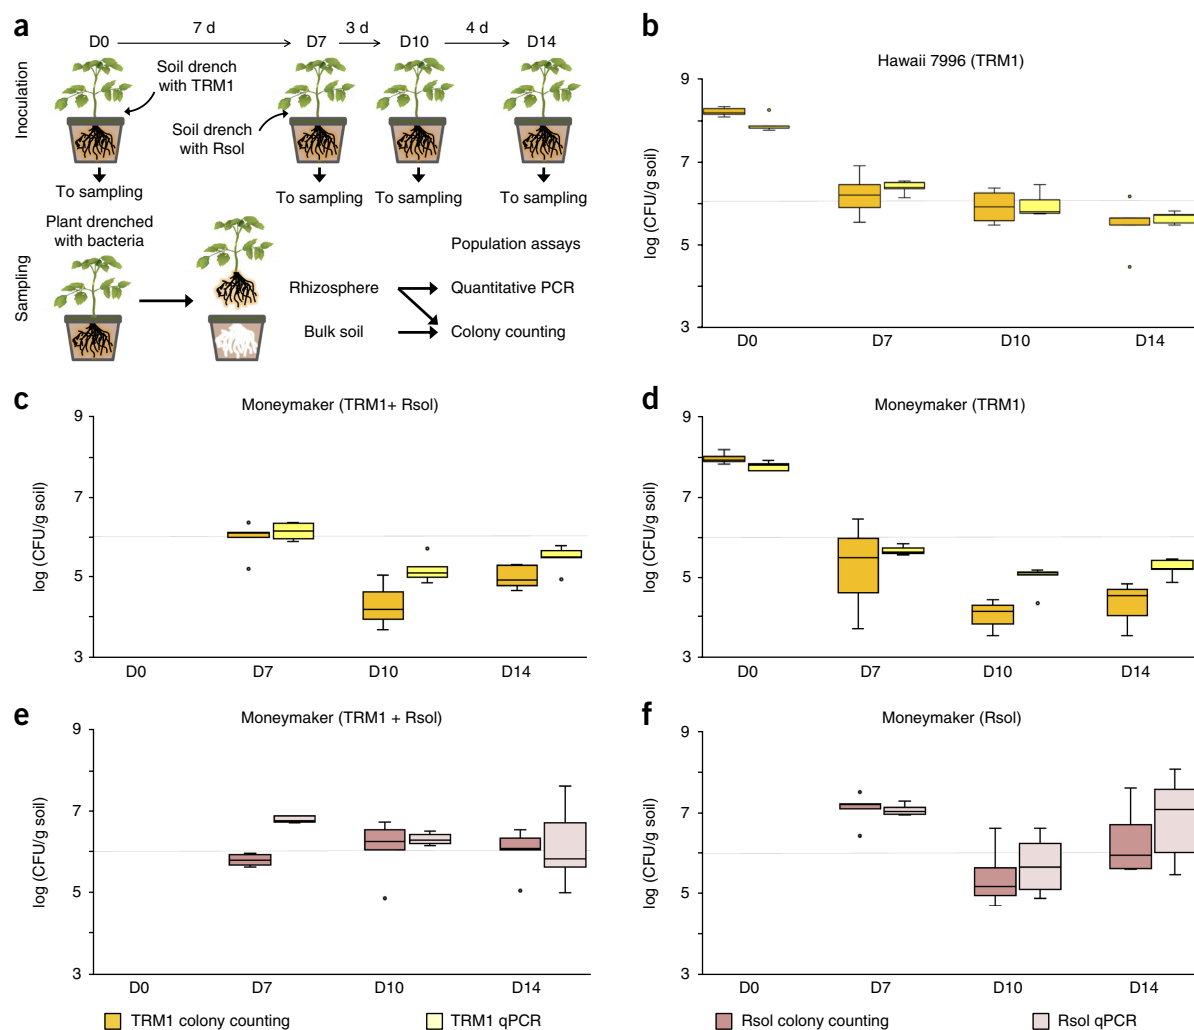 a
D0 7 d D7 3 d D10 4 d D14
Inoculation
Soil drench
with TRM1
Soil drench
with Rsol
To sampling To sampling To sampling To sampling
Sampling
Plant drenched
with bacteria
Population assays
Rhizosphere Quantitative PCR
Bulk soil Colony counting
b
Hawaii 7996 (TRM1)
log (CFU/g soil)
9
7
5
3
D0 D7 D10 D14
c
Moneymaker (TRM1+ Rsol)
log (CFU/g soil)
9
7
5
3
D0 D7 D10 D14
d
Moneymaker (TRM1)
log (CFU/g soil)
9
7
5
3
D0 D7 D10 D14
e
Moneymaker (TRM1 + Rsol)
log (CFU/g soil)
9
7
5
3
D0 D7 D10 D14
f
Moneymaker (Rsol)
log (CFU/g soil)
9
7
5
3
D0 D7 D10 D14
TRM1 colony counting TRM1 qPCR Rsol colony counting Rsol qPCR